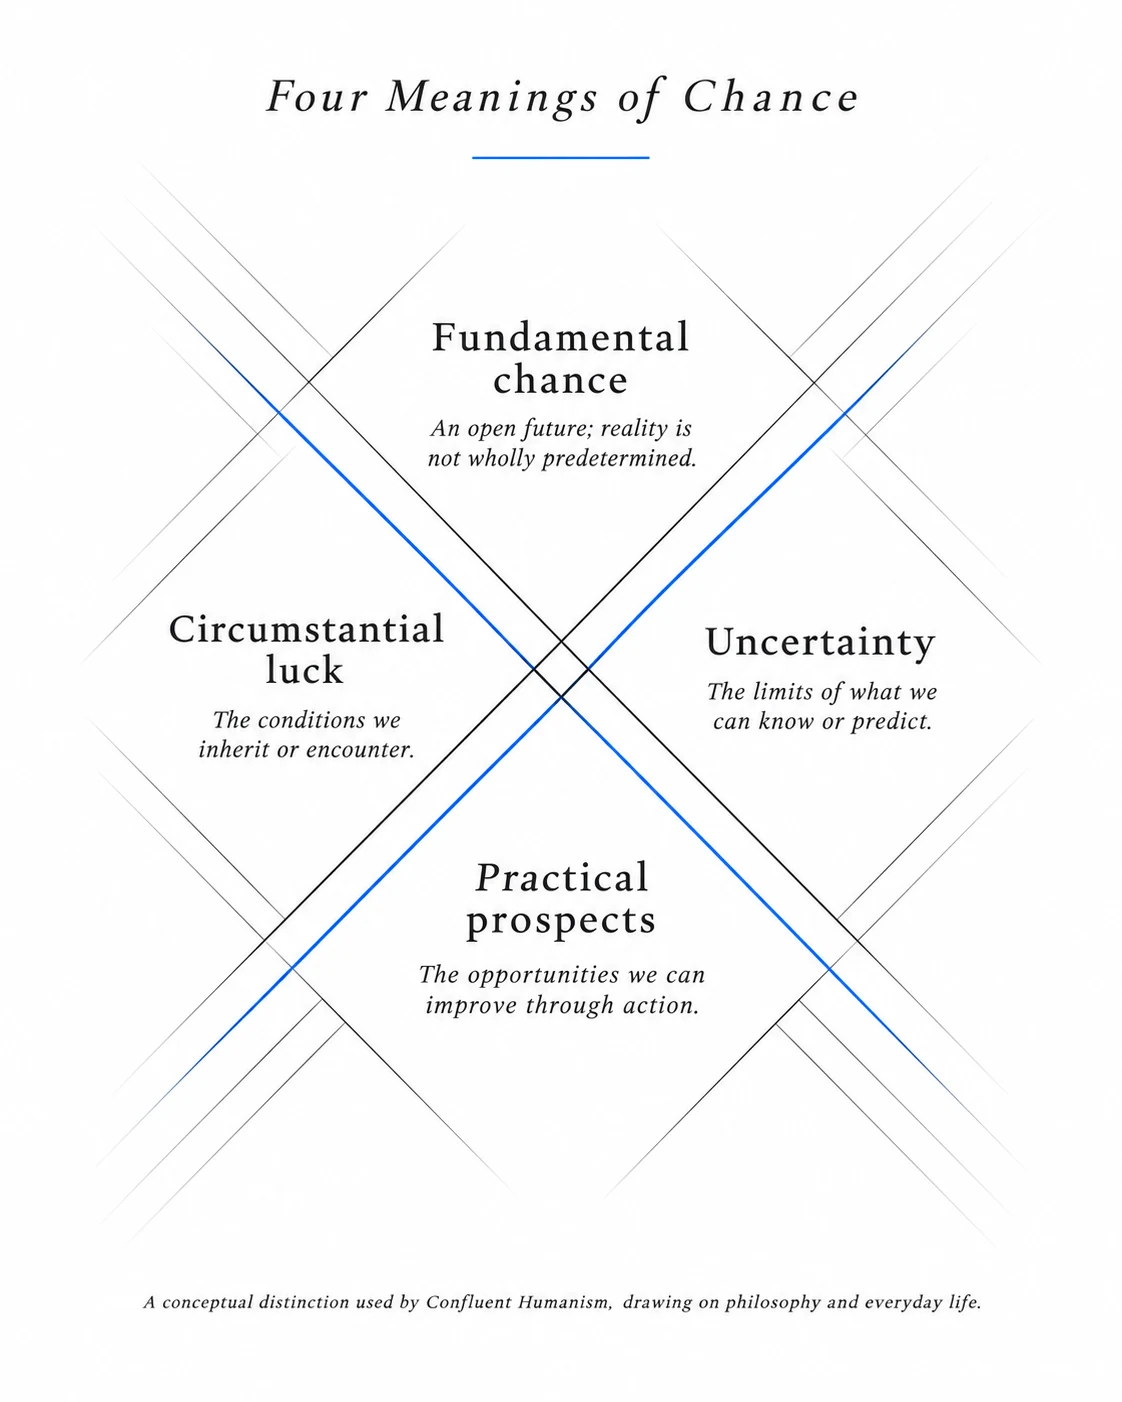 Four Meanings of Chance
Fundamental
chance
An open future; reality is
not wholly predetermined.
Circumstantial
luck
The conditions we
inherit or encounter.
Uncertainty
The limits of what we
can know or predict.
Practical
prospects
The opportunities we can
improve through action.
A conceptual distinction used by Confluent Humanism, drawing on philosophy and everyday life.